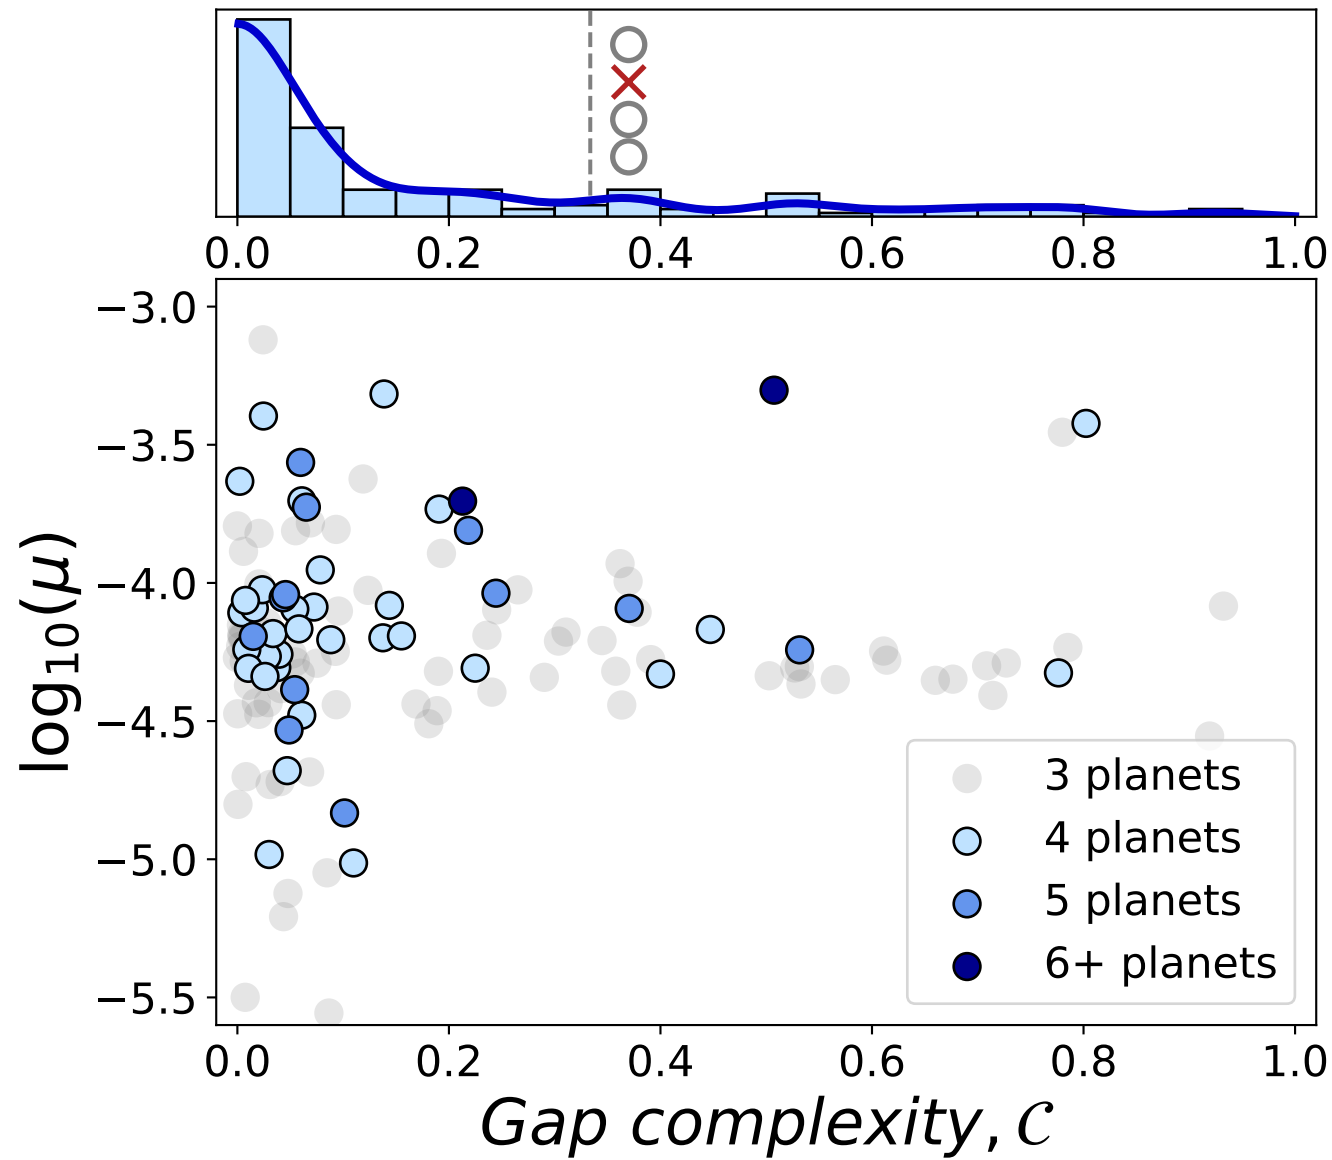 0.0 0.2 0.4 0.6 0.8 1.0
−3.0
−3.5
−4.0
−4.5
−5.0
−5.5
log₁₀(μ)
3 planets
4 planets
5 planets
6+ planets
0.0 0.2 0.4 0.6 0.8 1.0
Gap complexity, 𝒞